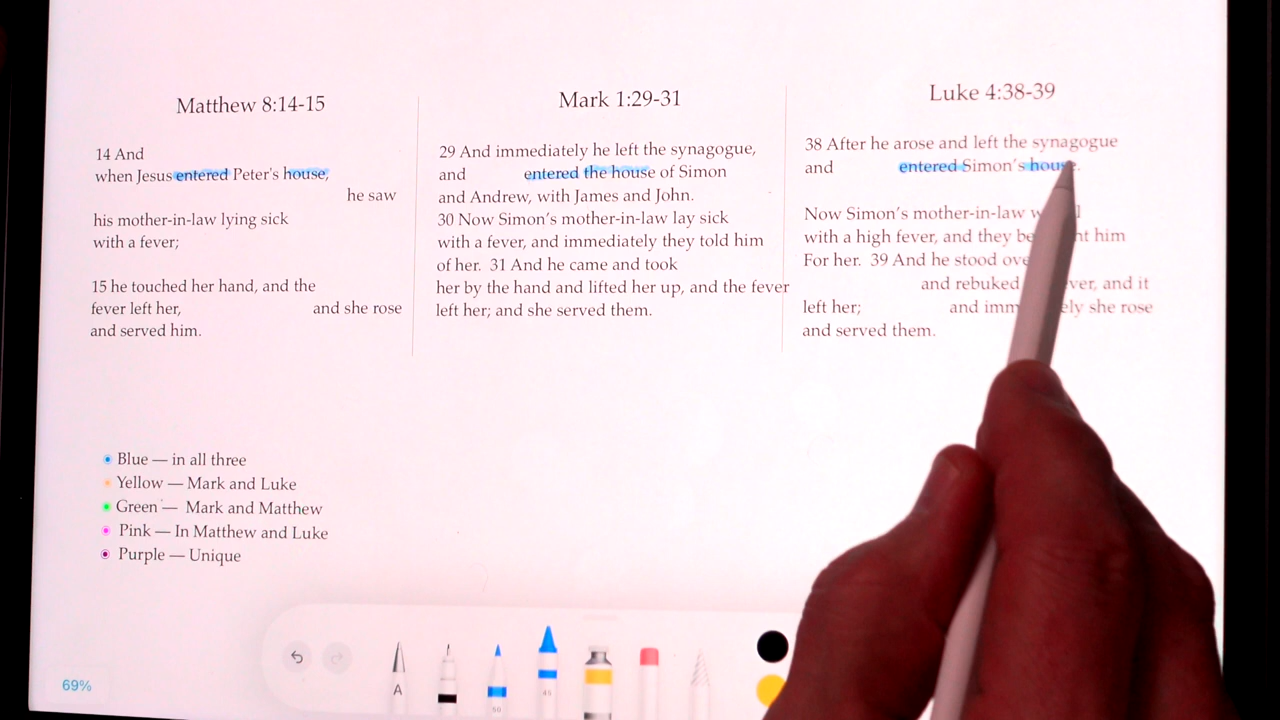 Matthew 8:14-15
14 And
when Jesus entered Peter's house,
he saw
his mother-in-law lying sick
with a fever;
15 he touched her hand, and the
fever left her, and she rose
and served him.
Mark 1:29-31
29 And immediately he left the synagogue,
and entered the house of Simon
and Andrew, with James and John.
30 Now Simon's mother-in-law lay sick
with a fever, and immediately they told him
of her. 31 And he came and took
her by the hand and lifted her up, and the fever
left her; and she served them.
Luke 4:38-39
38 After he arose and left the synagogue
and entered Simon's house.
Now Simon's mother-in-law
with a high fever, and they him
For her. 39 And he stood
and rebuked and it
left her; and she rose
and served them.
Blue — in all three
Yellow — Mark and Luke
Green — Mark and Matthew
Pink — In Matthew and Luke
Purple — Unique
A
50
45
69%